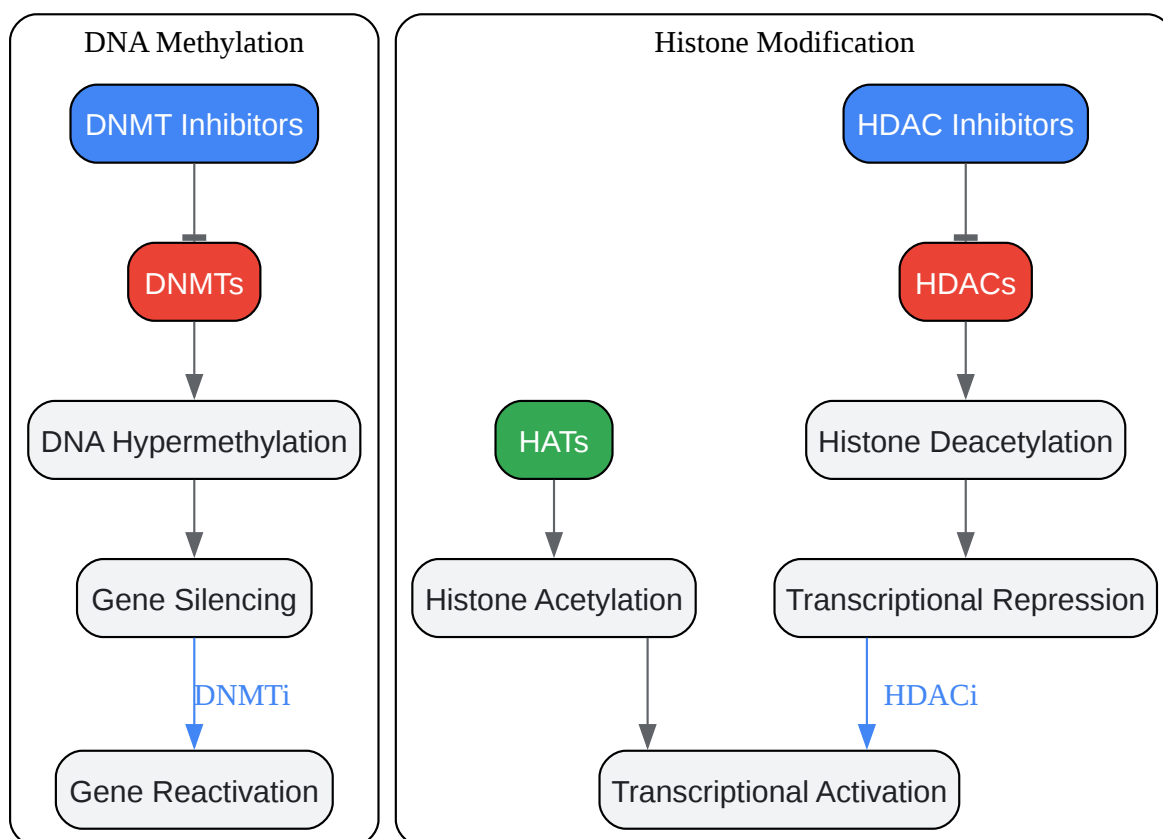 DNA Methylation
DNMT Inhibitors
DNMTs
DNA Hypermethylation
Gene Silencing
DNMTi
Gene Reactivation
Histone Modification
HDAC Inhibitors
HDACs
HATs
Histone Deacetylation
Histone Acetylation
Transcriptional Repression
HDACi
Transcriptional Activation